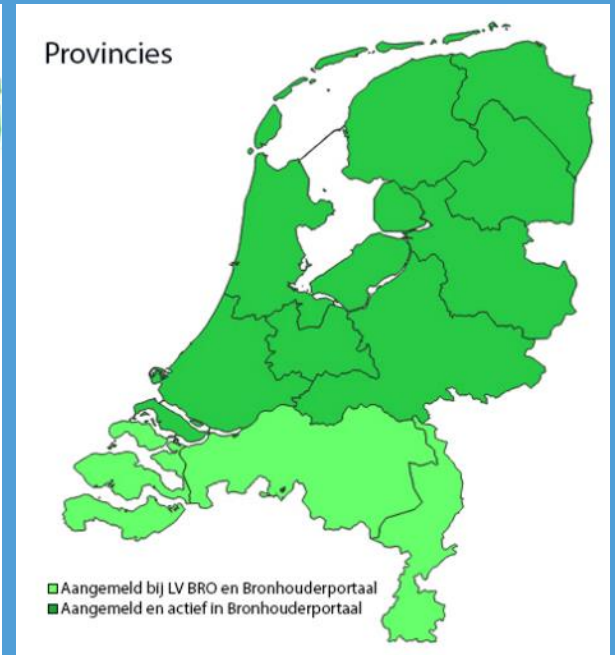 Provincies
Aangemeld bij LV BRO en Bronhouderportaal
Aangemeld en actief in Bronhouderportaal